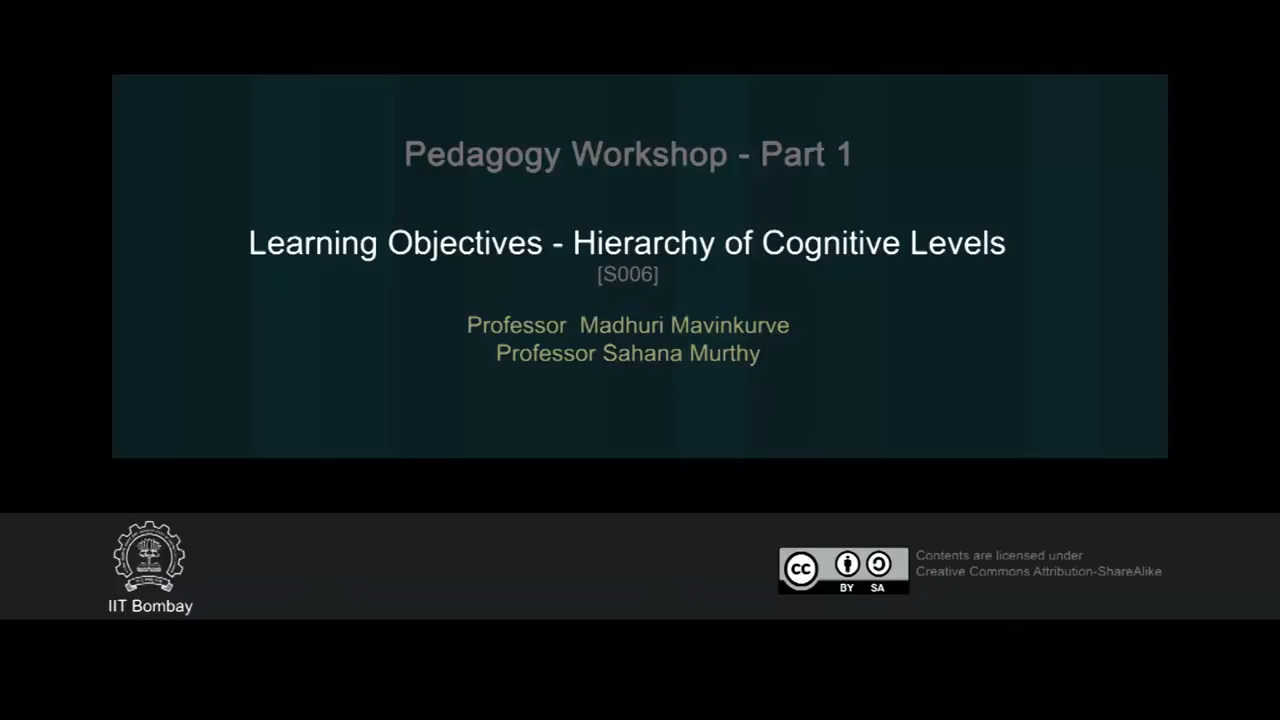 Pedagogy Workshop - Part 1
Learning Objectives - Hierarchy of Cognitive Levels
[S006]
Professor  Madhuri Mavinkurve
Professor Sahana Murthy
IIT Bombay
cc
BY SA
Contents are licensed under
Creative Commons Attribution-ShareAlike